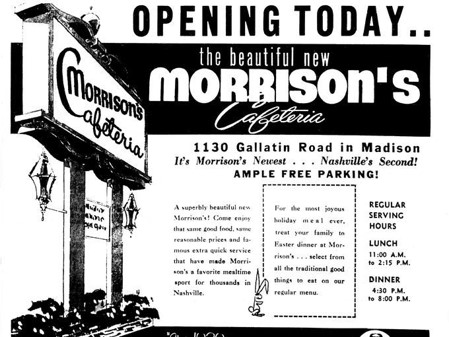 OPENING TODAY..
the beautiful new
MORRISON'S
Cafeteria
MORRISON'S
Cafeteria
1130 Gallatin Road in Madison
It's Morrison's Newest . . . Nashville's Second!
AMPLE FREE PARKING!
A superbly beautiful new
Morrison's! Come enjoy
that same good food, same
reasonable prices and fa-
mous extra quick service
that have made Morri-
son's a favorite mealtime
sport for thousands in
Nashville.
For the most joyous
holiday meal ever,
treat your family to
Easter dinner at Mor-
rison's . . . select from
all the traditional good
things to eat on our
regular menu.
REGULAR
SERVING
HOURS
LUNCH
11:00 A.M.
to 2:15 P.M.
DINNER
4:30 P.M.
to 8:00 P.M.